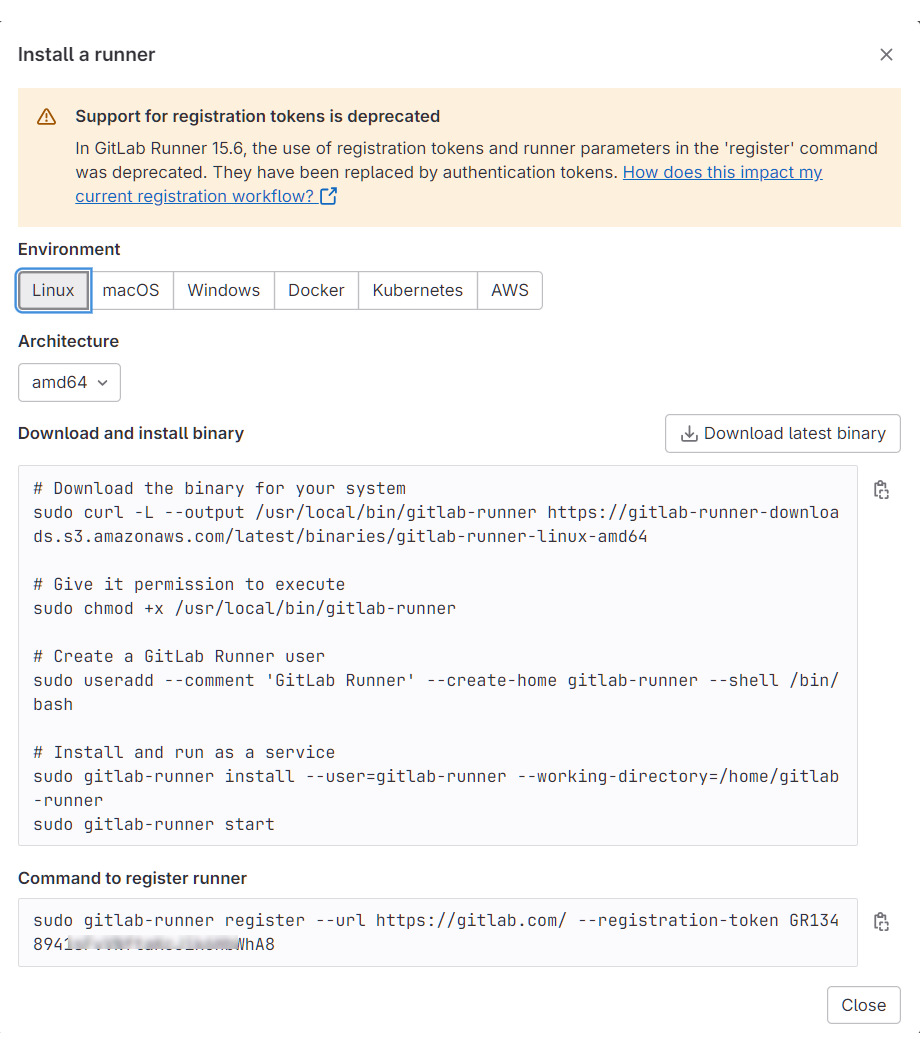 Install a runner
Support for registration tokens is deprecated
In GitLab Runner 15.6, the use of registration tokens and runner parameters in the 'register' command
was deprecated. They have been replaced by authentication tokens. How does this impact my
current registration workflow?
Environment
Linux macOS Windows Docker Kubernetes AWS
Architecture
amd64
Download and install binary
Download latest binary
# Download the binary for your system
sudo curl -L --output /usr/local/bin/gitlab-runner https://gitlab-runner-downloa
ds.s3.amazonaws.com/latest/binaries/gitlab-runner-linux-amd64
# Give it permission to execute
sudo chmod +x /usr/local/bin/gitlab-runner
# Create a GitLab Runner user
sudo useradd --comment 'GitLab Runner' --create-home gitlab-runner --shell /bin/
bash
# Install and run as a service
sudo gitlab-runner install --user=gitlab-runner --working-directory=/home/gitlab
-runner
sudo gitlab-runner start
Command to register runner
sudo gitlab-runner register --url https://gitlab.com/ --registration-token GR134
8941 WhA8
Close